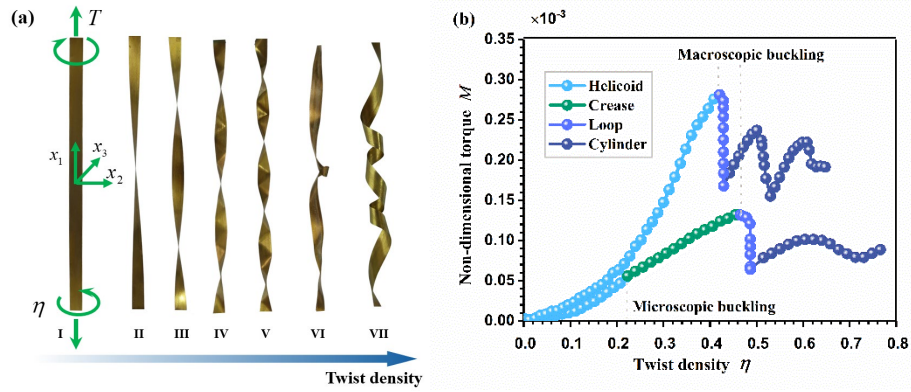 (a)
T
x1
x3
x2
η
I
II
III
IV
V
VI
VII
Twist density
(b)
×10⁻³
0.35
0.30
0.25
0.20
0.15
0.10
0.05
0.00
Non-dimensional torque M
Macroscopic buckling
Helicoid
Crease
Loop
Cylinder
Microscopic buckling
0.0 0.1 0.2 0.3 0.4 0.5 0.6 0.7 0.8
Twist density η